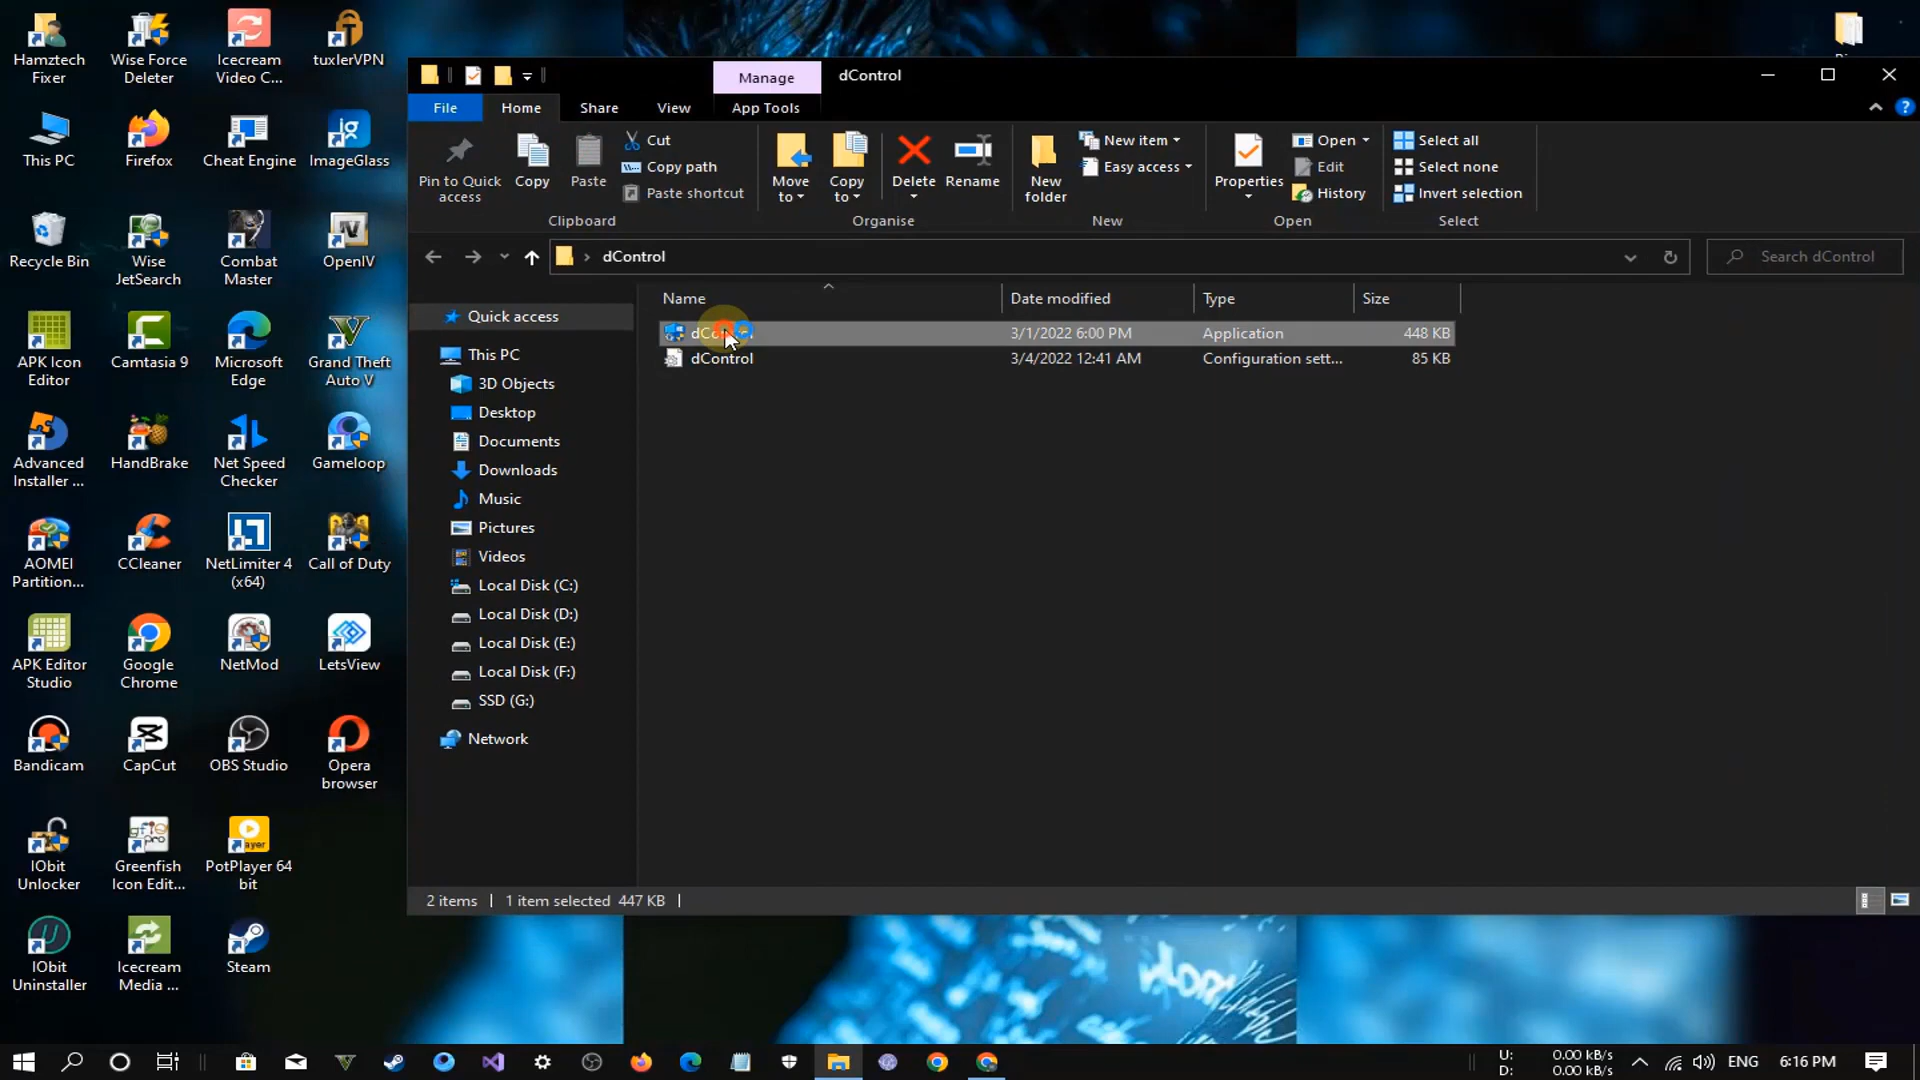 Hamztech Fixer
Wise Force Deleter
Icecream Video C...
tuxlerVPN
This PC
Firefox
Cheat Engine
ImageGlass
Recycle Bin
Wise JetSearch
Combat Master
OpenIV
APK Icon Editor
Camtasia 9
Microsoft Edge
Grand Theft Auto V
Advanced Installer ...
HandBrake
Net Speed Checker
Gameloop
AOMEI Partition...
CCleaner
NetLimiter 4 (x64)
Call of Duty
APK Editor Studio
Google Chrome
NetMod
LetsView
Bandicam
CapCut
OBS Studio
Opera browser
IObit Unlocker
Greenfish Icon Edit...
PotPlayer 64 bit
IObit Uninstaller
Icecream Media ...
Steam
Manage
dControl
File
Home
Share
View
App Tools
Pin to Quick access
Copy
Paste
Cut
Copy path
Paste shortcut
Clipboard
Move to
Copy to
Delete
Rename
Organise
New folder
New item
Easy access
New
Properties
Open
Edit
History
Open
Select all
Select none
Invert selection
Select
dControl
Search dControl
Name
Date modified
Type
Size
3/1/2022 6:00 PM
Application
448 KB
dControl
3/4/2022 12:41 AM
Configuration sett...
85 KB
Quick access
This PC
3D Objects
Desktop
Documents
Downloads
Music
Pictures
Videos
Local Disk (C:)
Local Disk (D:)
Local Disk (E:)
Local Disk (F:)
SSD (G:)
Network
2 items
1 item selected 447 KB
U: 0.00 kB/s
D: 0.00 kB/s
ENG
6:16 PM